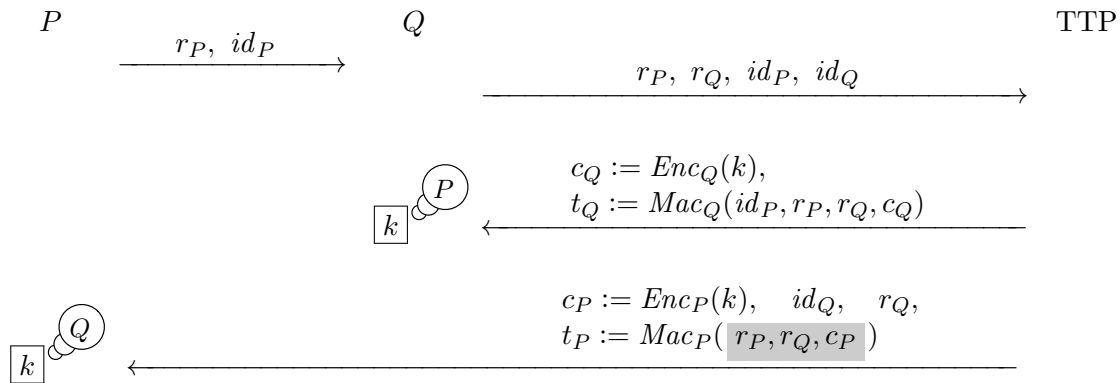 P Q TTP
r_P, id_P
r_P, r_Q, id_P, id_Q
c_Q := Enc_Q(k),
t_Q := Mac_Q(id_P, r_P, r_Q, c_Q)
P
k
c_P := Enc_P(k), id_Q, r_Q,
t_P := Mac_P( r_P, r_Q, c_P )
Q
k